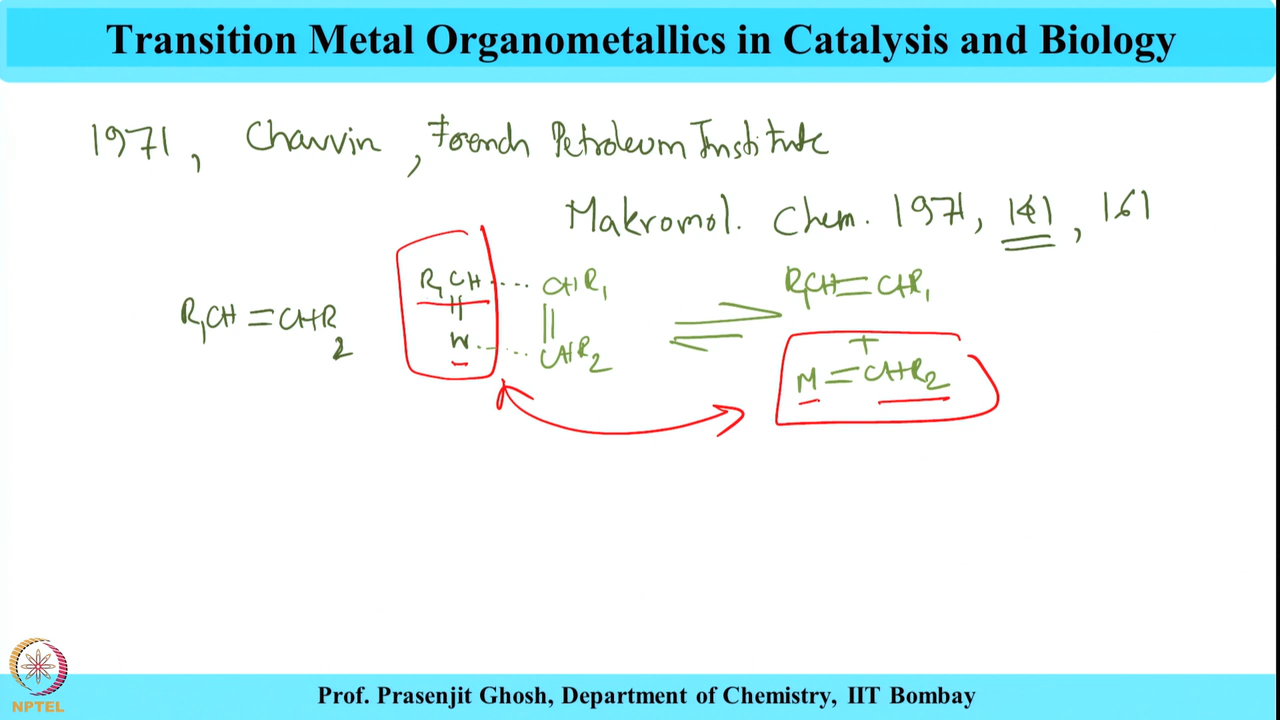 Transition Metal Organometallics in Catalysis and Biology
1971, Chauvin, French Petroleum Institute
Makromol. Chem. 1971, 141, 161
R₁CH=CHR₂
R₁CH ... CHR₁
|| ||
W ... CHR₂
⇌
R₁CH=CHR₁
+
M=CHR₂
NPTEL
Prof. Prasenjit Ghosh, Department of Chemistry, IIT Bombay